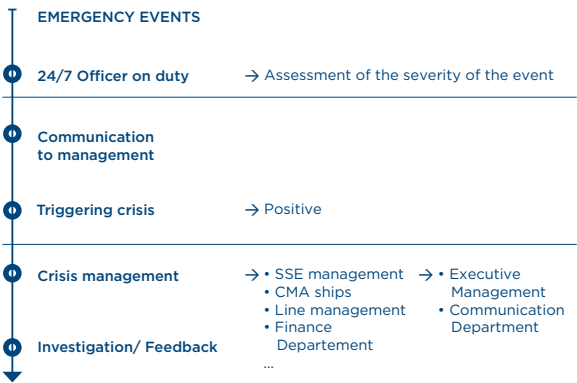 EMERGENCY EVENTS
24/7 Officer on duty → Assessment of the severity of the event
Communication
to management
Triggering crisis → Positive
Crisis management → • SSE management → • Executive
• CMA ships Management
• Line management • Communication
• Finance Department
Departement
Investigation/ Feedback
...